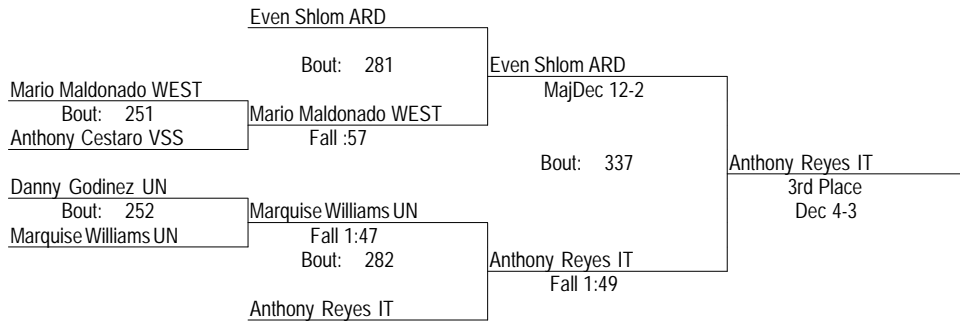 Even Shlom ARD
Bout: 281
Even Shlom ARD
MajDec 12-2
Mario Maldonado WEST
Bout: 251
Mario Maldonado WEST
Fall :57
Anthony Cestaro VSS
Bout: 337
Anthony Reyes IT
3rd Place
Dec 4-3
Danny Godinez UN
Bout: 252
Marquise Williams UN
Fall 1:47
Marquise Williams UN
Bout: 282
Anthony Reyes IT
Fall 1:49
Anthony Reyes IT